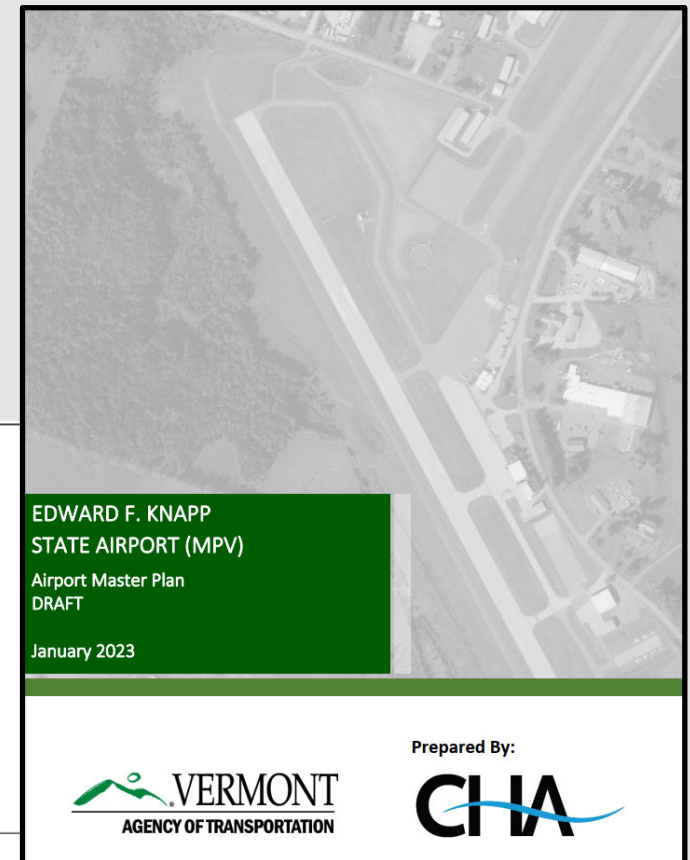 EDWARD F. KNAPP
STATE AIRPORT (MPV)
Airport Master Plan
DRAFT
January 2023
Prepared By:
VERMONT
AGENCY OF TRANSPORTATION
CHA